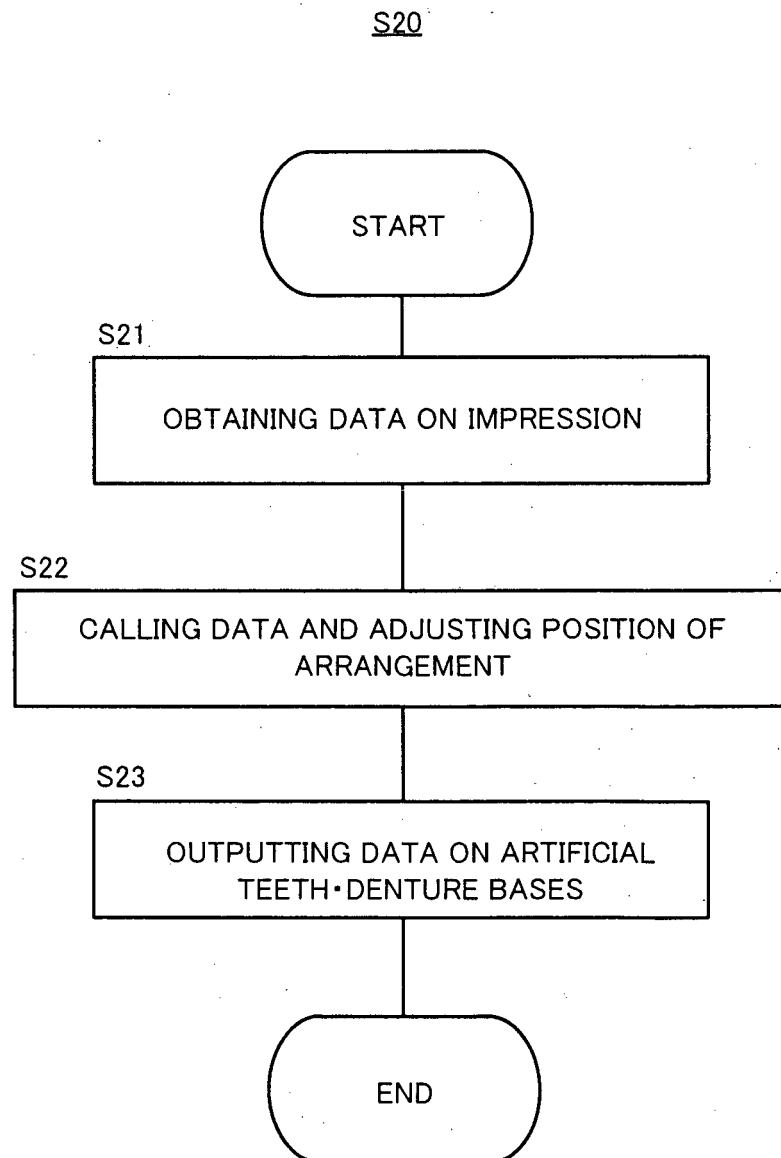 S20
START
S21
OBTAINING DATA ON IMPRESSION
S22
CALLING DATA AND ADJUSTING POSITION OF
ARRANGEMENT
S23
OUTPUTTING DATA ON ARTIFICIAL
TEETH・DENTURE BASES
END